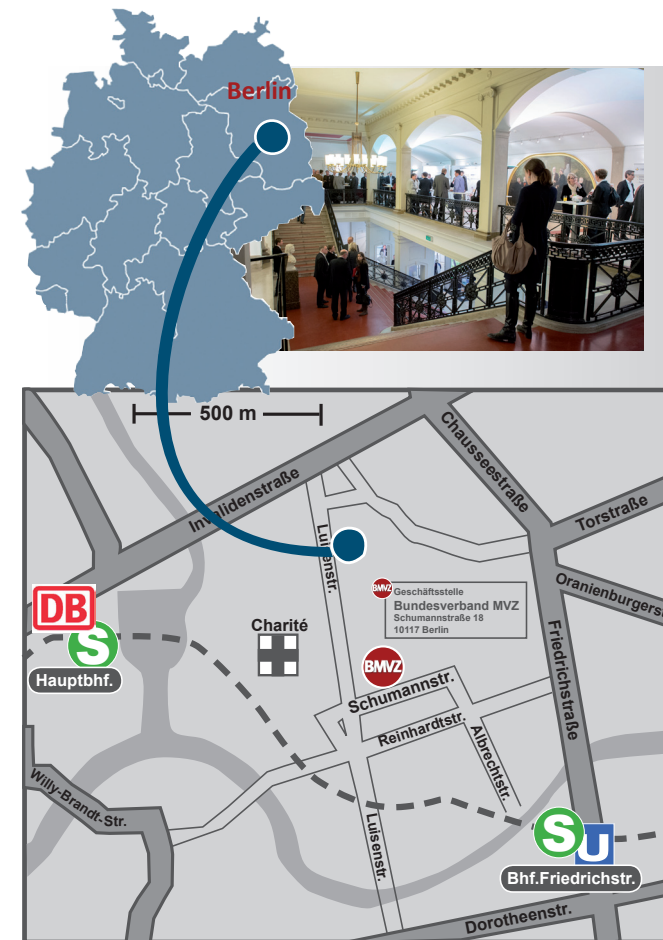 Berlin
500 m
Chausseestraße
Invalidenstraße
Torstraße
Luisenstr.
Oranienburgerst
BMVZ
Geschäftsstelle
Bundesverband MVZ
Schumannstraße 18
10117 Berlin
DB
S
Hauptbhf.
Charité
BMVZ
Friedrichstraße
Schumannstr.
Reinhardtstr.
Albrechtstr.
Willy-Brandt-Str.
Luisenstr.
S
U
Bhf.Friedrichstr.
Dorotheenstr.